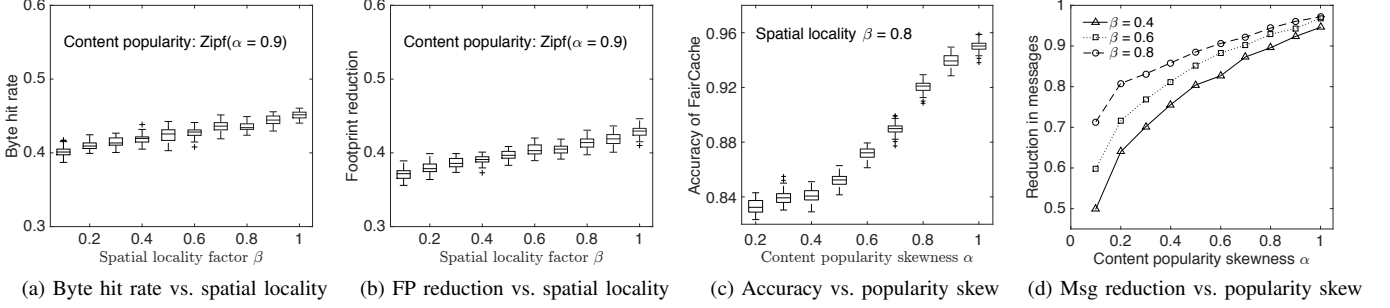 0.6
0.5
0.4
0.3
Byte hit rate
Content popularity: Zipf(α = 0.9)
0.2 0.4 0.6 0.8 1
Spatial locality factor β
(a) Byte hit rate vs. spatial locality
0.6
0.5
0.4
0.3
Footprint reduction
Content popularity: Zipf(α = 0.9)
0.2 0.4 0.6 0.8 1
Spatial locality factor β
(b) FP reduction vs. spatial locality
0.96
0.92
0.88
0.84
Accuracy of FairCache
Spatial locality β = 0.8
0.2 0.4 0.6 0.8 1
Content popularity skewness α
(c) Accuracy vs. popularity skew
1
0.9
0.8
0.7
0.6
0.5
Reduction in messages
β = 0.4
β = 0.6
β = 0.8
0 0.2 0.4 0.6 0.8 1
Content popularity skewness α
(d) Msg reduction vs. popularity skew